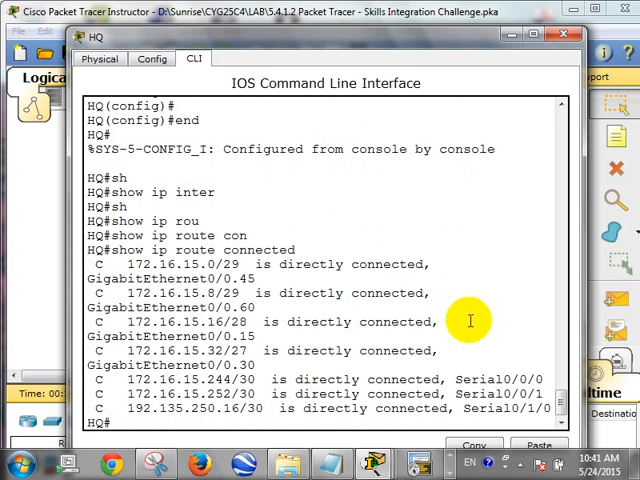 Cisco Packet Tracer Instructor - D:\Sunrise\CYG25C4\LAB\5.4.1.2 Packet Tracer - Skills Integration Challenge.pka
File
HQ
Physical
Config
CLI
Logical
IOS Command Line Interface
HQ(config)#
HQ(config)#end
HQ#
%SYS-5-CONFIG_I: Configured from console by console
HQ#sh
HQ#show ip inter
HQ#sh
HQ#show ip rou
HQ#show ip route con
HQ#show ip route connected
C 172.16.15.0/29 is directly connected,
GigabitEthernet0/0.45
C 172.16.15.8/29 is directly connected,
GigabitEthernet0/0.60
C 172.16.15.16/28 is directly connected,
GigabitEthernet0/0.15
C 172.16.15.32/27 is directly connected,
GigabitEthernet0/0.30
C 172.16.15.244/30 is directly connected, Serial0/0/0
C 172.16.15.252/30 is directly connected, Serial0/0/1
C 192.135.250.16/30 is directly connected, Serial0/1/0
HQ#
Copy
Paste
Time: 00:
ltime
Destinatio
EN
10:41 AM
5/24/2015